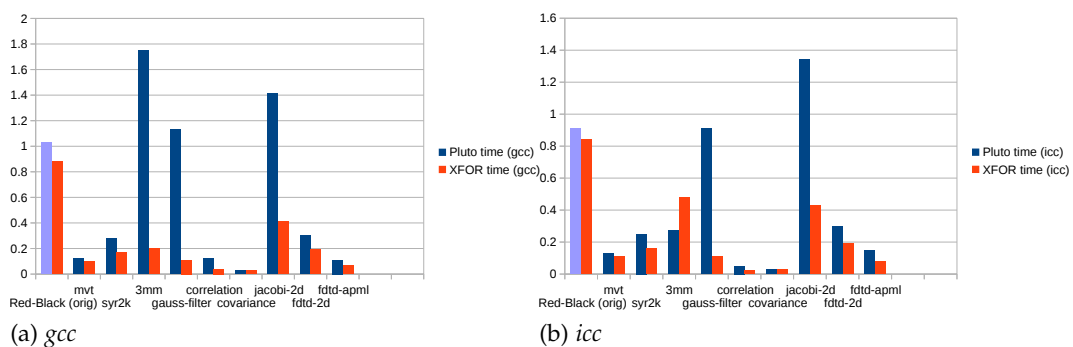 2
1.8
1.6
1.4
1.2
1
0.8
0.6
0.4
0.2
0
mvt 3mm correlation jacobi-2d fdtd-apml
Red-Black (orig) syr2k gauss-filter covariance fdtd-2d
Pluto time (gcc)
XFOR time (gcc)
(a) gcc
1.6
1.4
1.2
1
0.8
0.6
0.4
0.2
0
mvt 3mm correlation jacobi-2d fdtd-apml
Red-Black (orig) syr2k gauss-filter covariance fdtd-2d
Pluto time (icc)
XFOR time (icc)
(b) icc